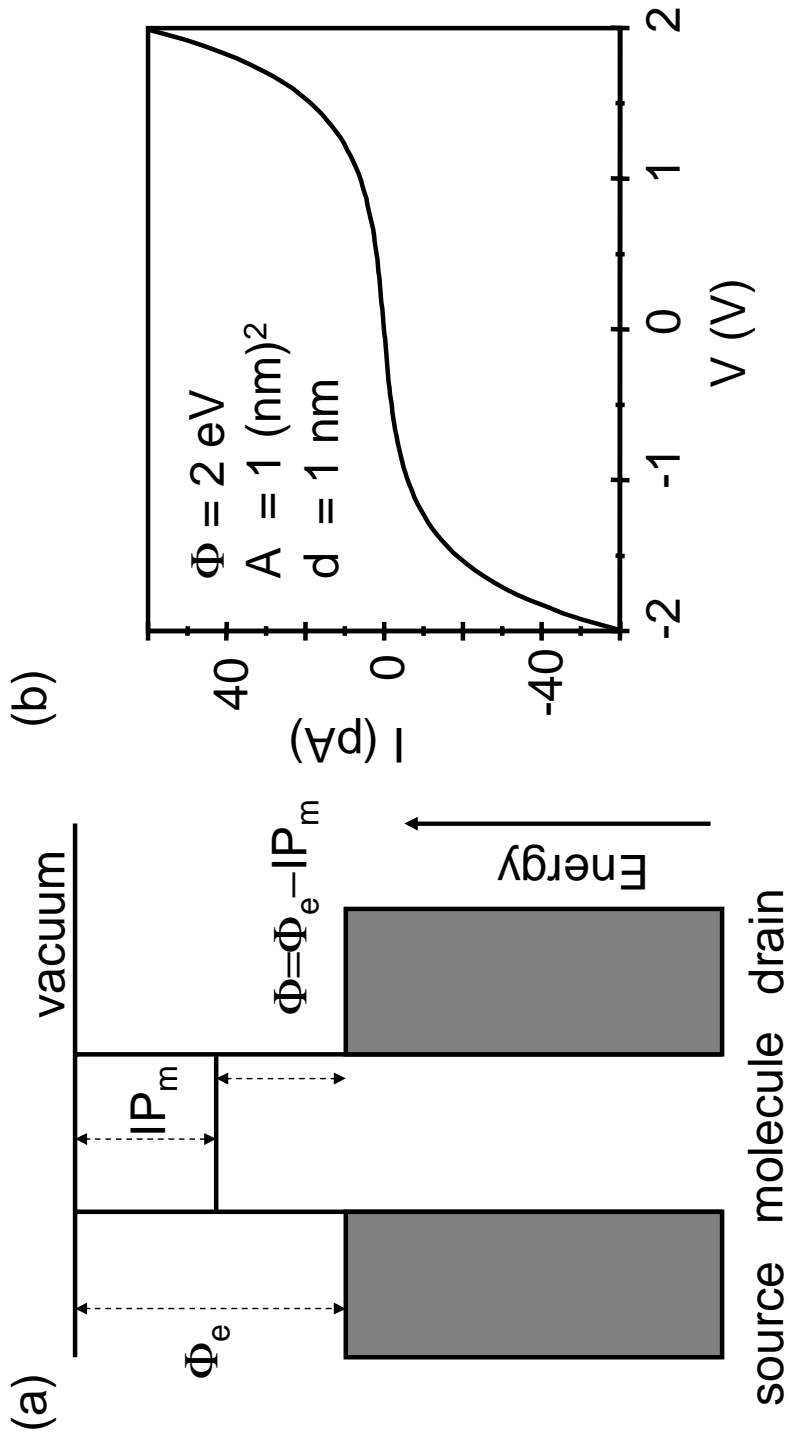 (a)
vacuum
IPₘ
Φₑ
Φ=Φₑ–IPₘ
Energy
source molecule drain
(b)
Φ = 2 eV
A = 1 (nm)²
d = 1 nm
I (pA)
40
0
-40
-2 -1 0 1 2
V (V)